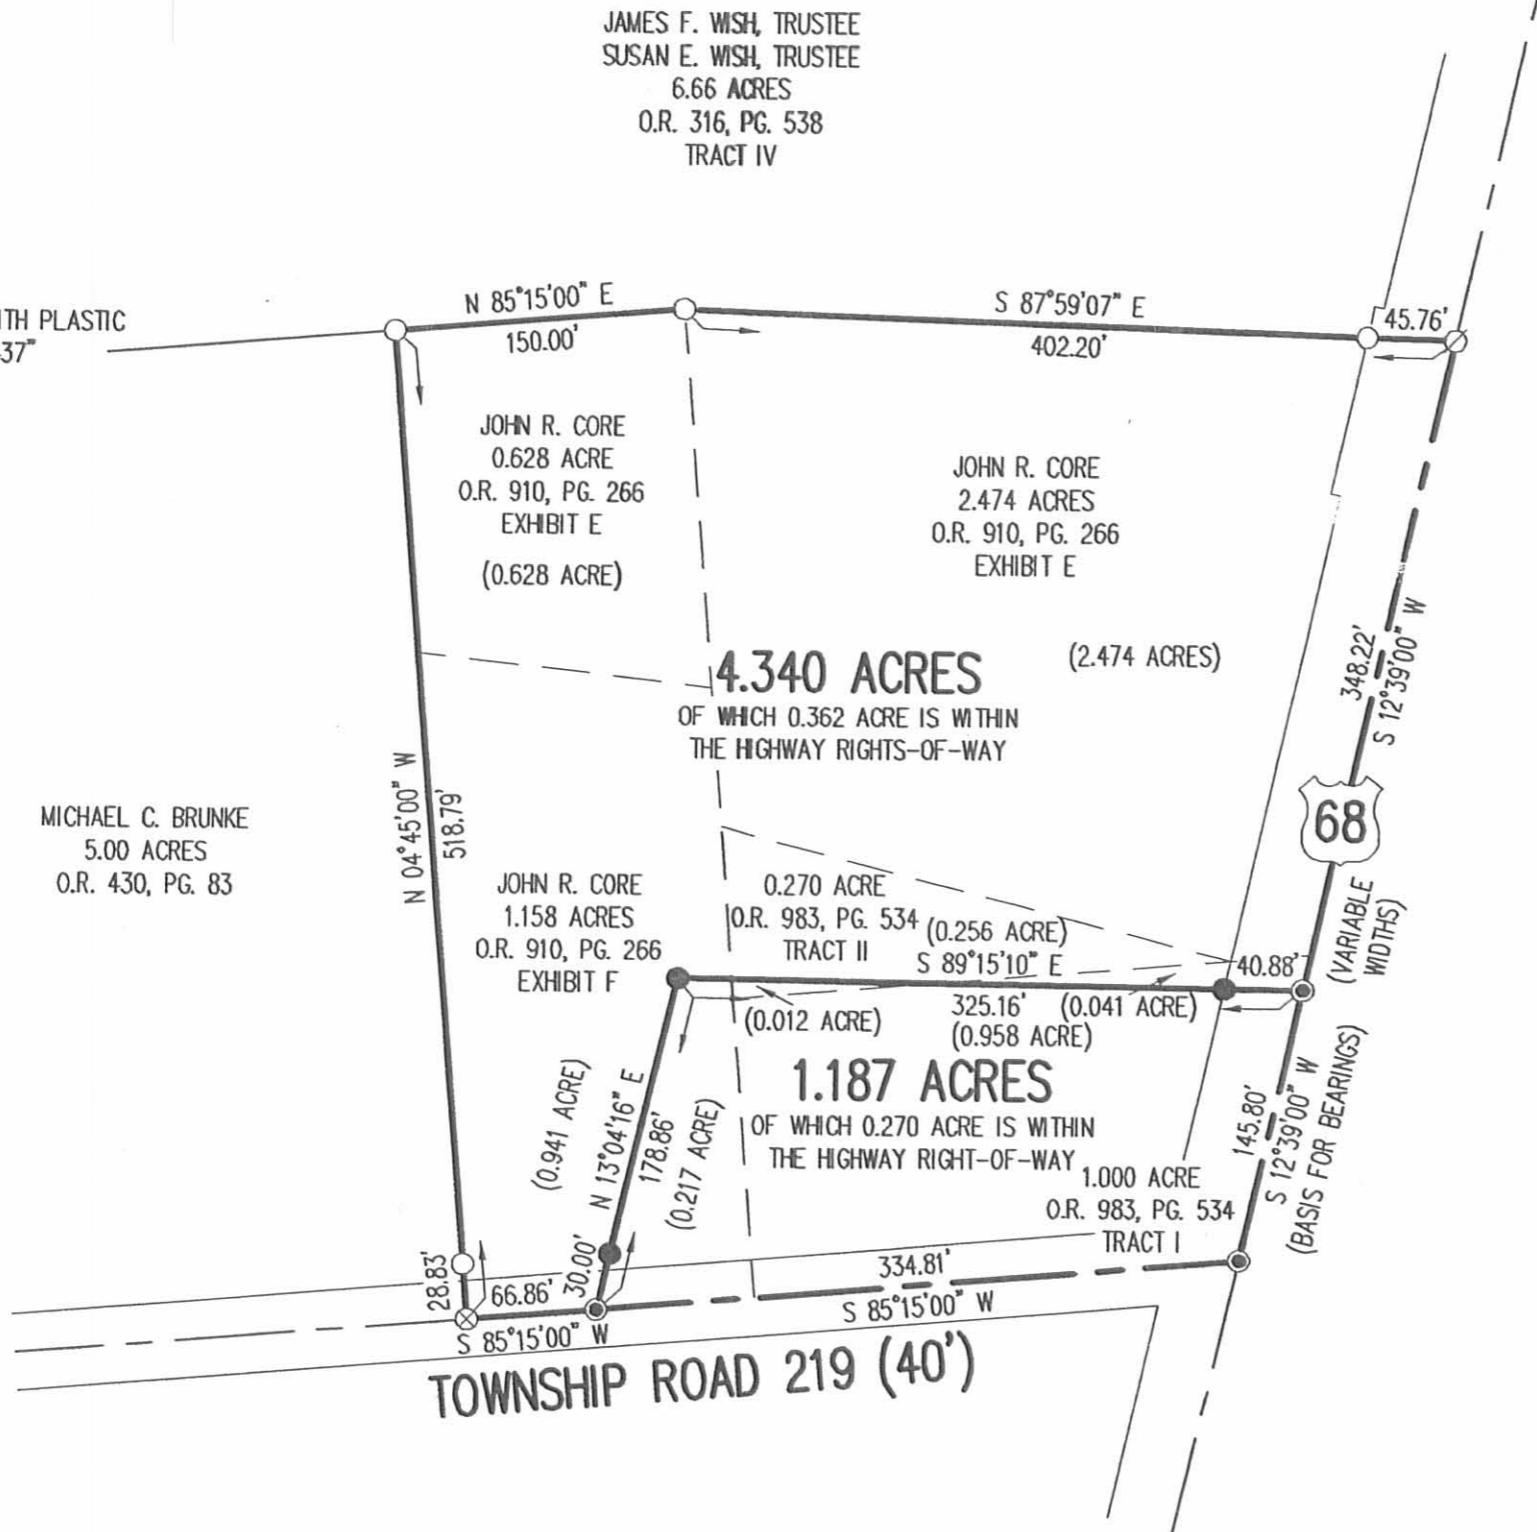 JAMES F. WISH, TRUSTEE
SUSAN E. WISH, TRUSTEE
6.66 ACRES
O.R. 316, PG. 538
TRACT IV
TH PLASTIC
37"
N 85°15'00" E
150.00'
S 87°59'07" E
402.20'
45.76'
JOHN R. CORE
0.628 ACRE
O.R. 910, PG. 266
EXHIBIT E
(0.628 ACRE)
JOHN R. CORE
2.474 ACRES
O.R. 910, PG. 266
EXHIBIT E
(2.474 ACRES)
4.340 ACRES
OF WHICH 0.362 ACRE IS WITHIN
THE HIGHWAY RIGHTS-OF-WAY
348.22'
S 12°39'00" W
68
(VARIABLE
WIDTHS)
N 04°45'00" W
518.79'
MICHAEL C. BRUNKE
5.00 ACRES
O.R. 430, PG. 83
JOHN R. CORE
1.158 ACRES
O.R. 910, PG. 266
EXHIBIT F
0.270 ACRE
O.R. 983, PG. 534
TRACT II
(0.256 ACRE)
S 89°15'10" E
40.88'
325.16'
(0.041 ACRE)
(0.012 ACRE)
(0.958 ACRE)
1.187 ACRES
OF WHICH 0.270 ACRE IS WITHIN
THE HIGHWAY RIGHT-OF-WAY
(0.941 ACRE)
N 13°04'16" E
178.86'
(0.217 ACRE)
145.80'
S 12°39'00" W
(BASIS FOR BEARINGS)
1.000 ACRE
O.R. 983, PG. 534
TRACT I
28.83'
66.86'
30.00'
334.81'
S 85°15'00" W
S 85°15'00" W
TOWNSHIP ROAD 219 (40')